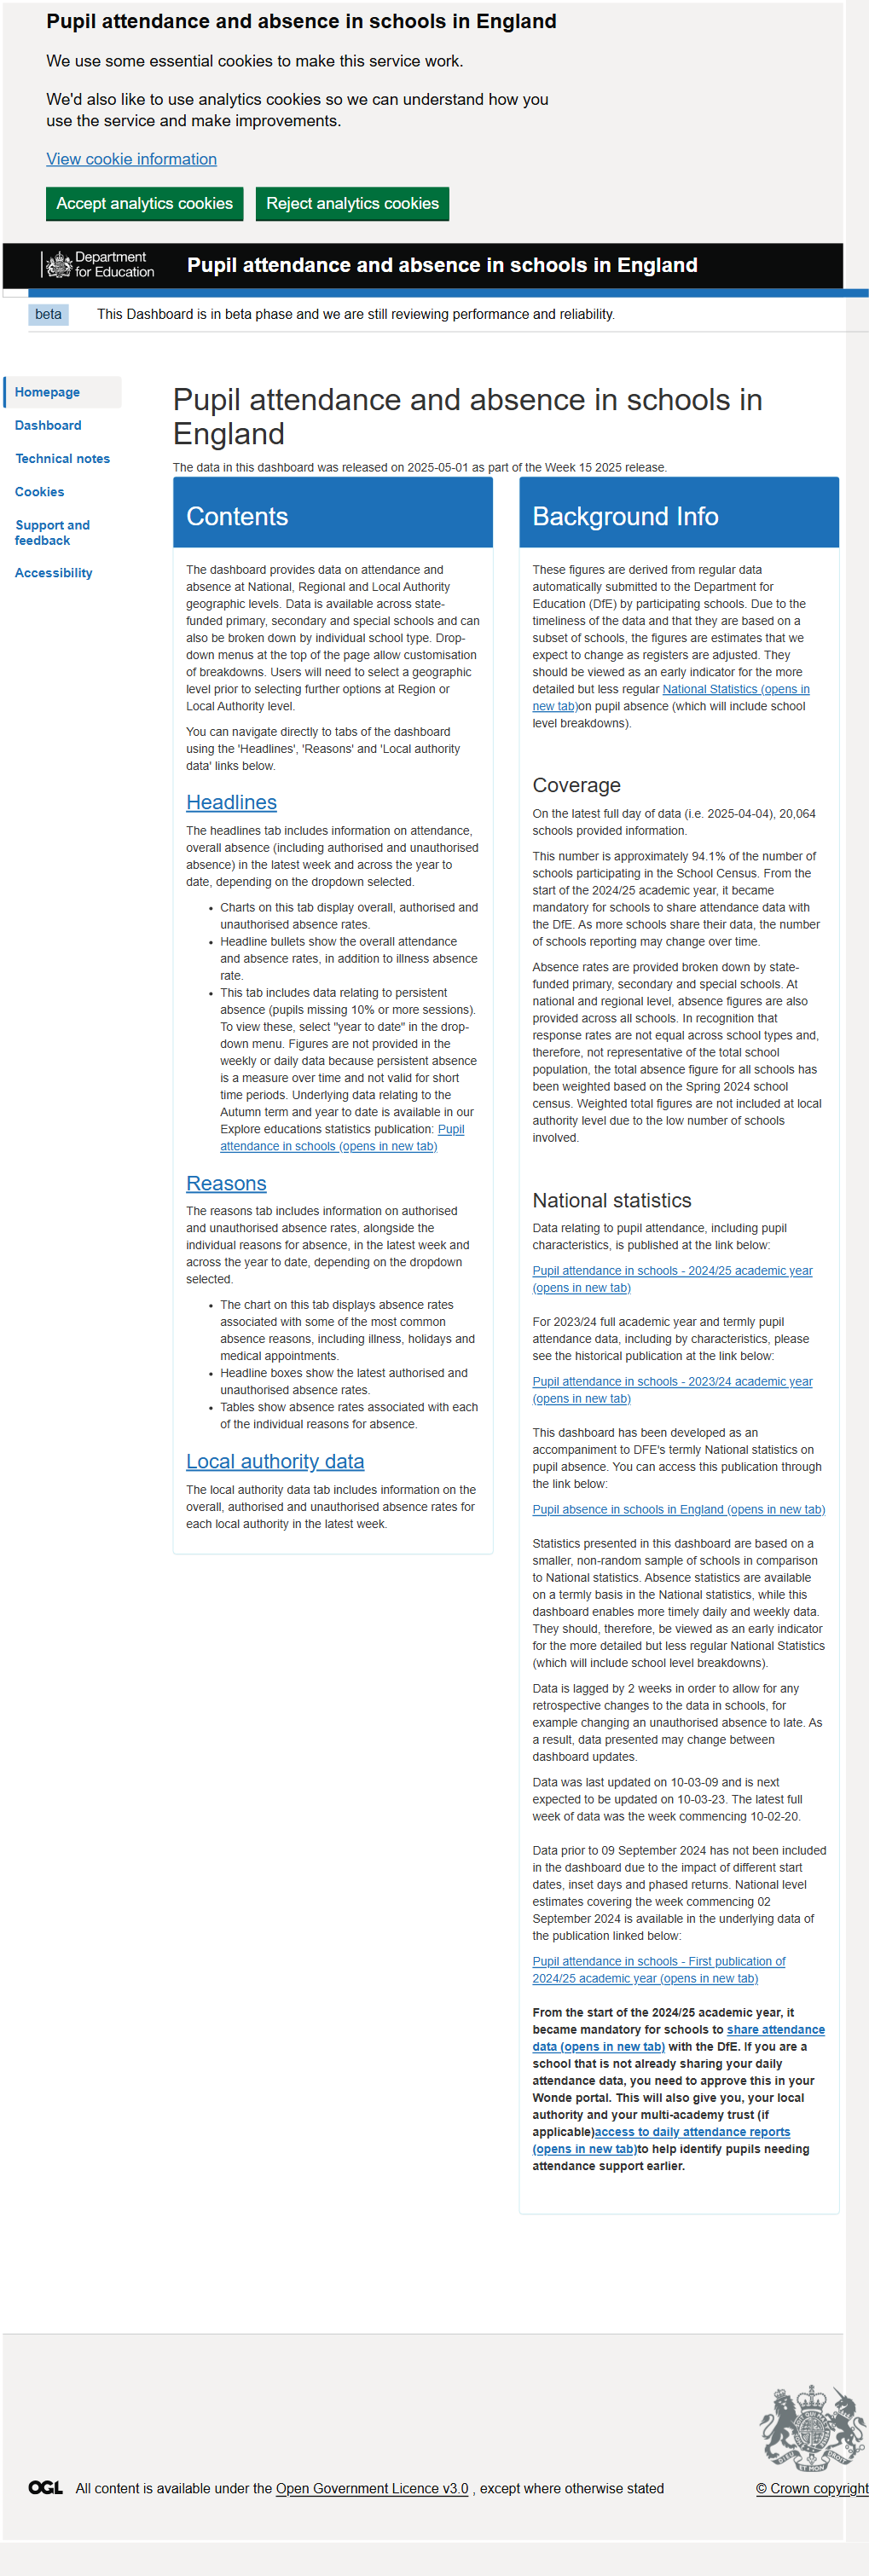 Pupil attendance and absence in schools in England
We use some essential cookies to make this service work.
We'd also like to use analytics cookies so we can understand how you
use the service and make improvements.
View cookie information
Accept analytics cookies
Reject analytics cookies
Department
for Education
Pupil attendance and absence in schools in England
beta
This Dashboard is in beta phase and we are still reviewing performance and reliability.
Homepage
Dashboard
Technical notes
Cookies
Support and
feedback
Accessibility
Pupil attendance and absence in schools in
England
The data in this dashboard was released on 2025-05-01 as part of the Week 15 2025 release.
Contents
The dashboard provides data on attendance and
absence at National, Regional and Local Authority
geographic levels. Data is available across state-
funded primary, secondary and special schools and can
also be broken down by individual school type. Drop-
down menus at the top of the page allow customisation
of breakdowns. Users will need to select a geographic
level prior to selecting further options at Region or
Local Authority level.
You can navigate directly to tabs of the dashboard
using the 'Headlines', 'Reasons' and 'Local authority
data' links below.
Headlines
The headlines tab includes information on attendance,
overall absence (including authorised and unauthorised
absence) in the latest week and across the year to
date, depending on the dropdown selected.
• Charts on this tab display overall, authorised and
unauthorised absence rates.
• Headline bullets show the overall attendance
and absence rates, in addition to illness absence
rate.
• This tab includes data relating to persistent
absence (pupils missing 10% or more sessions).
To view these, select "year to date" in the drop-
down menu. Figures are not provided in the
weekly or daily data because persistent absence
is a measure over time and not valid for short
time periods. Underlying data relating to the
Autumn term and year to date is available in our
Explore educations statistics publication: Pupil
attendance in schools (opens in new tab)
Reasons
The reasons tab includes information on authorised
and unauthorised absence rates, alongside the
individual reasons for absence, in the latest week and
across the year to date, depending on the dropdown
selected.
• The chart on this tab displays absence rates
associated with some of the most common
absence reasons, including illness, holidays and
medical appointments.
• Headline boxes show the latest authorised and
unauthorised absence rates.
• Tables show absence rates associated with each
of the individual reasons for absence.
Local authority data
The local authority data tab includes information on the
overall, authorised and unauthorised absence rates for
each local authority in the latest week.
Background Info
These figures are derived from regular data
automatically submitted to the Department for
Education (DfE) by participating schools. Due to the
timeliness of the data and that they are based on a
subset of schools, the figures are estimates that we
expect to change as registers are adjusted. They
should be viewed as an early indicator for the more
detailed but less regular National Statistics (opens in
new tab)on pupil absence (which will include school
level breakdowns).
Coverage
On the latest full day of data (i.e. 2025-04-04), 20,064
schools provided information.
This number is approximately 94.1% of the number of
schools participating in the School Census. From the
start of the 2024/25 academic year, it became
mandatory for schools to share attendance data with
the DfE. As more schools share their data, the number
of schools reporting may change over time.
Absence rates are provided broken down by state-
funded primary, secondary and special schools. At
national and regional level, absence figures are also
provided across all schools. In recognition that
response rates are not equal across school types and,
therefore, not representative of the total school
population, the total absence figure for all schools has
been weighted based on the Spring 2024 school
census. Weighted total figures are not included at local
authority level due to the low number of schools
involved.
National statistics
Data relating to pupil attendance, including pupil
characteristics, is published at the link below:
Pupil attendance in schools - 2024/25 academic year
(opens in new tab)
For 2023/24 full academic year and termly pupil
attendance data, including by characteristics, please
see the historical publication at the link below:
Pupil attendance in schools - 2023/24 academic year
(opens in new tab)
This dashboard has been developed as an
accompaniment to DFE's termly National statistics on
pupil absence. You can access this publication through
the link below:
Pupil absence in schools in England (opens in new tab)
Statistics presented in this dashboard are based on a
smaller, non-random sample of schools in comparison
to National statistics. Absence statistics are available
on a termly basis in the National statistics, while this
dashboard enables more timely daily and weekly data.
They should, therefore, be viewed as an early indicator
for the more detailed but less regular National Statistics
(which will include school level breakdowns).
Data is lagged by 2 weeks in order to allow for any
retrospective changes to the data in schools, for
example changing an unauthorised absence to late. As
a result, data presented may change between
dashboard updates.
Data was last updated on 10-03-09 and is next
expected to be updated on 10-03-23. The latest full
week of data was the week commencing 10-02-20.
Data prior to 09 September 2024 has not been included
in the dashboard due to the impact of different start
dates, inset days and phased returns. National level
estimates covering the week commencing 02
September 2024 is available in the underlying data of
the publication linked below:
Pupil attendance in schools - First publication of
2024/25 academic year (opens in new tab)
From the start of the 2024/25 academic year, it
became mandatory for schools to share attendance
data (opens in new tab) with the DfE. If you are a
school that is not already sharing your daily
attendance data, you need to approve this in your
Wonde portal. This will also give you, your local
authority and your multi-academy trust (if
applicable)access to daily attendance reports
(opens in new tab)to help identify pupils needing
attendance support earlier.
OGL
All content is available under the Open Government Licence v3.0 , except where otherwise stated
© Crown copyright